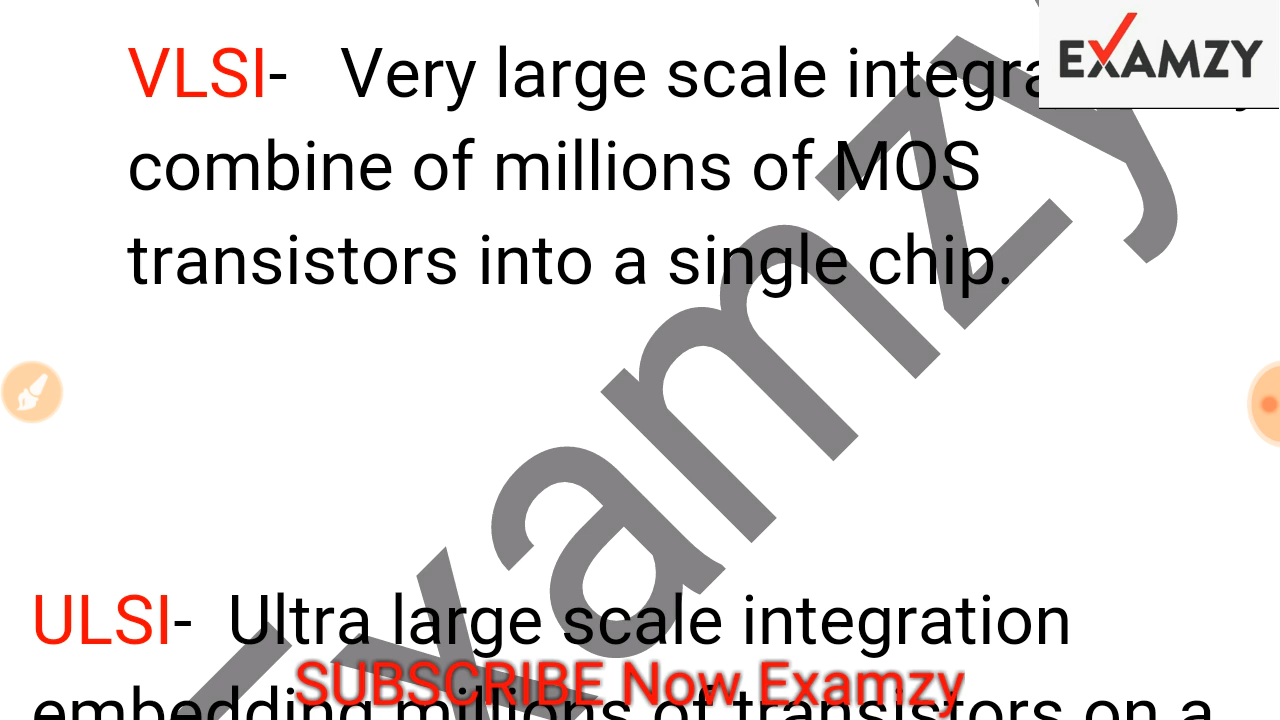 VLSI- Very large scale
EXAMZY
combine of millions of MOS
transistors into a single chip.
Examzy
ULSI- Ultra large scale integration
SUBSCRIBE Now Examzy
embedding millions of transistors on a